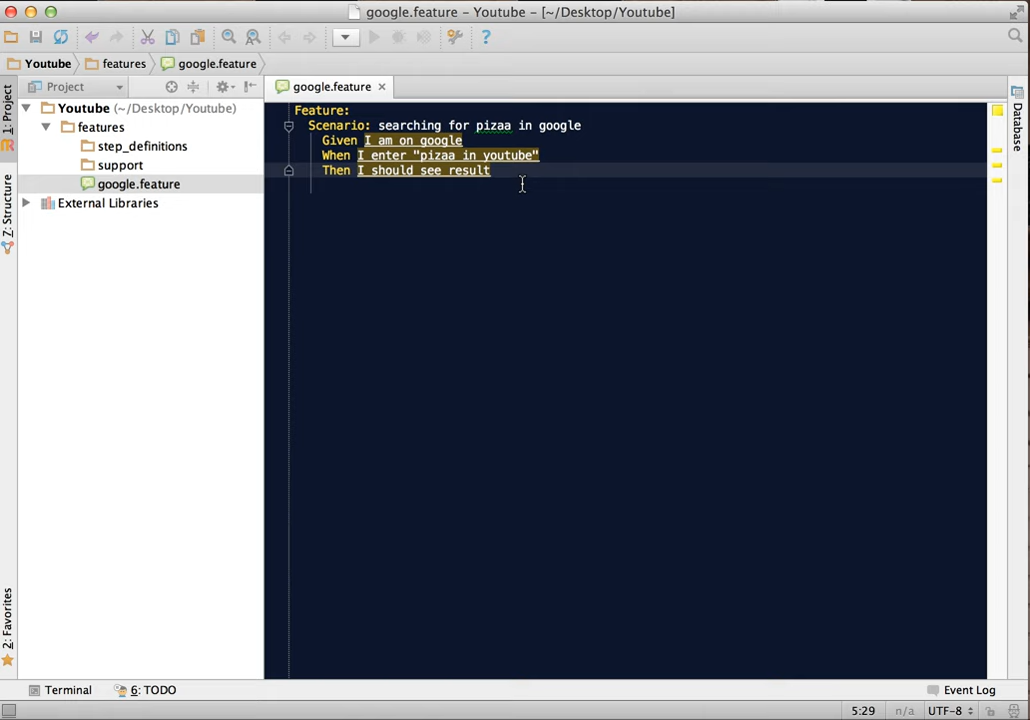 google.feature – Youtube – [~/Desktop/Youtube]
Youtube features google.feature
Project
google.feature
1: Project
Z: Structure
2: Favorites
Youtube (~/Desktop/Youtube)
features
step_definitions
support
google.feature
External Libraries
Feature:
Scenario: searching for pizaa in google
Given I am on google
When I enter "pizaa in youtube"
Then I should see result
Database
Terminal
6: TODO
Event Log
5:29 n/a UTF-8